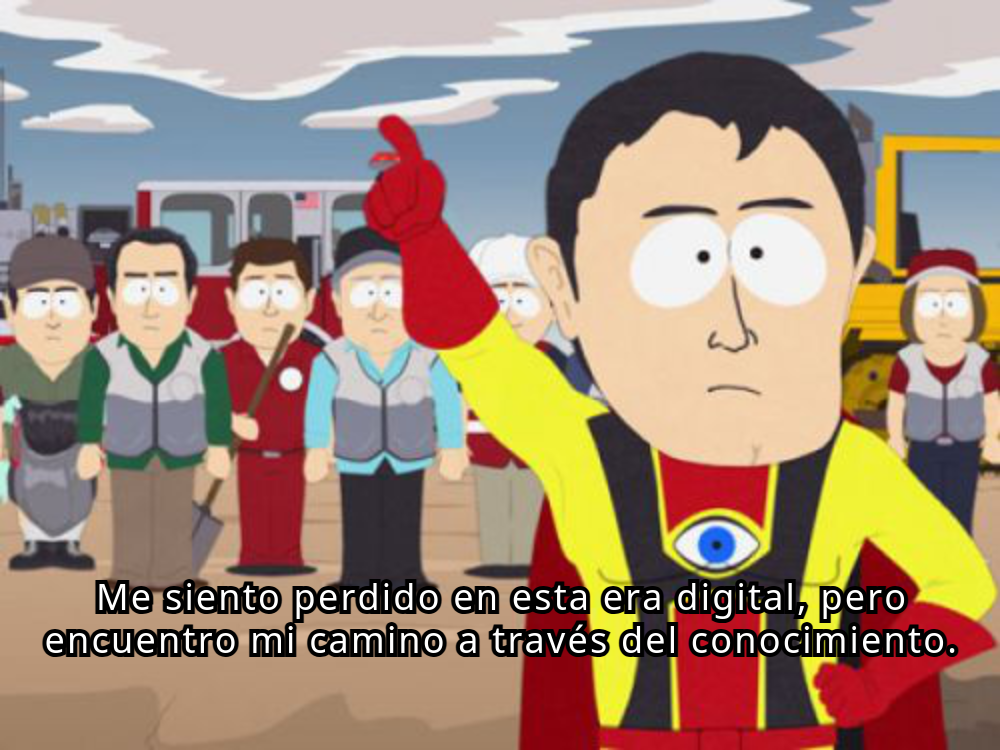 Me siento perdido en esta era digital, pero
encuentro mi camino a través del conocimiento.